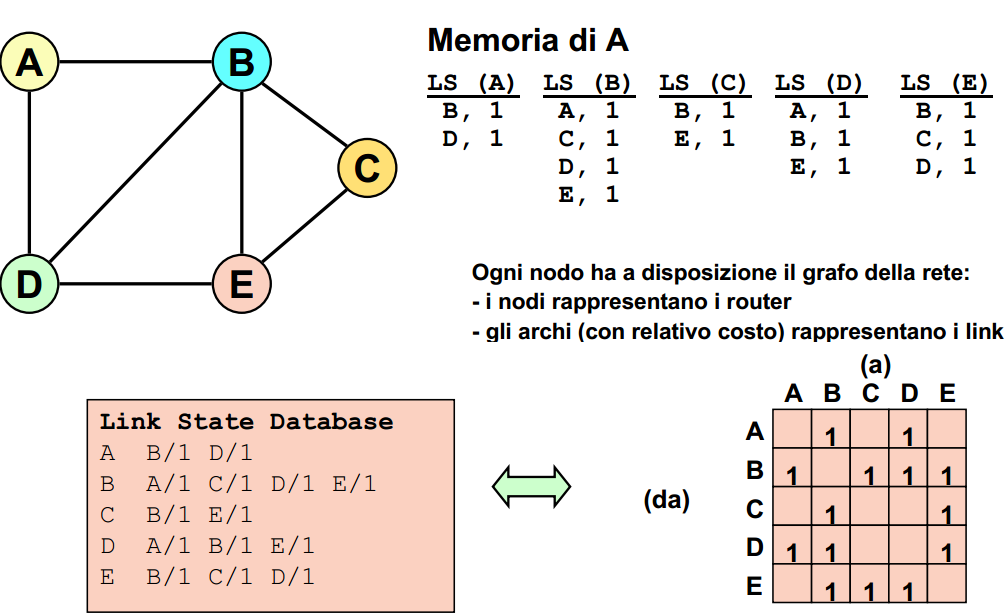 A
B
C
D
E
Memoria di A
LS (A) LS (B) LS (C) LS (D) LS (E)
B, 1 A, 1 B, 1 A, 1 B, 1
D, 1 C, 1 E, 1 B, 1 C, 1
D, 1 E, 1 D, 1
E, 1
Ogni nodo ha a disposizione il grafo della rete:
- i nodi rappresentano i router
- gli archi (con relativo costo) rappresentano i link
Link State Database
A B/1 D/1
B A/1 C/1 D/1 E/1
C B/1 E/1
D A/1 B/1 E/1
E B/1 C/1 D/1
(a)
A B C D E
(da)
A 1 1
B 1 1 1 1
C 1 1
D 1 1 1
E 1 1 1